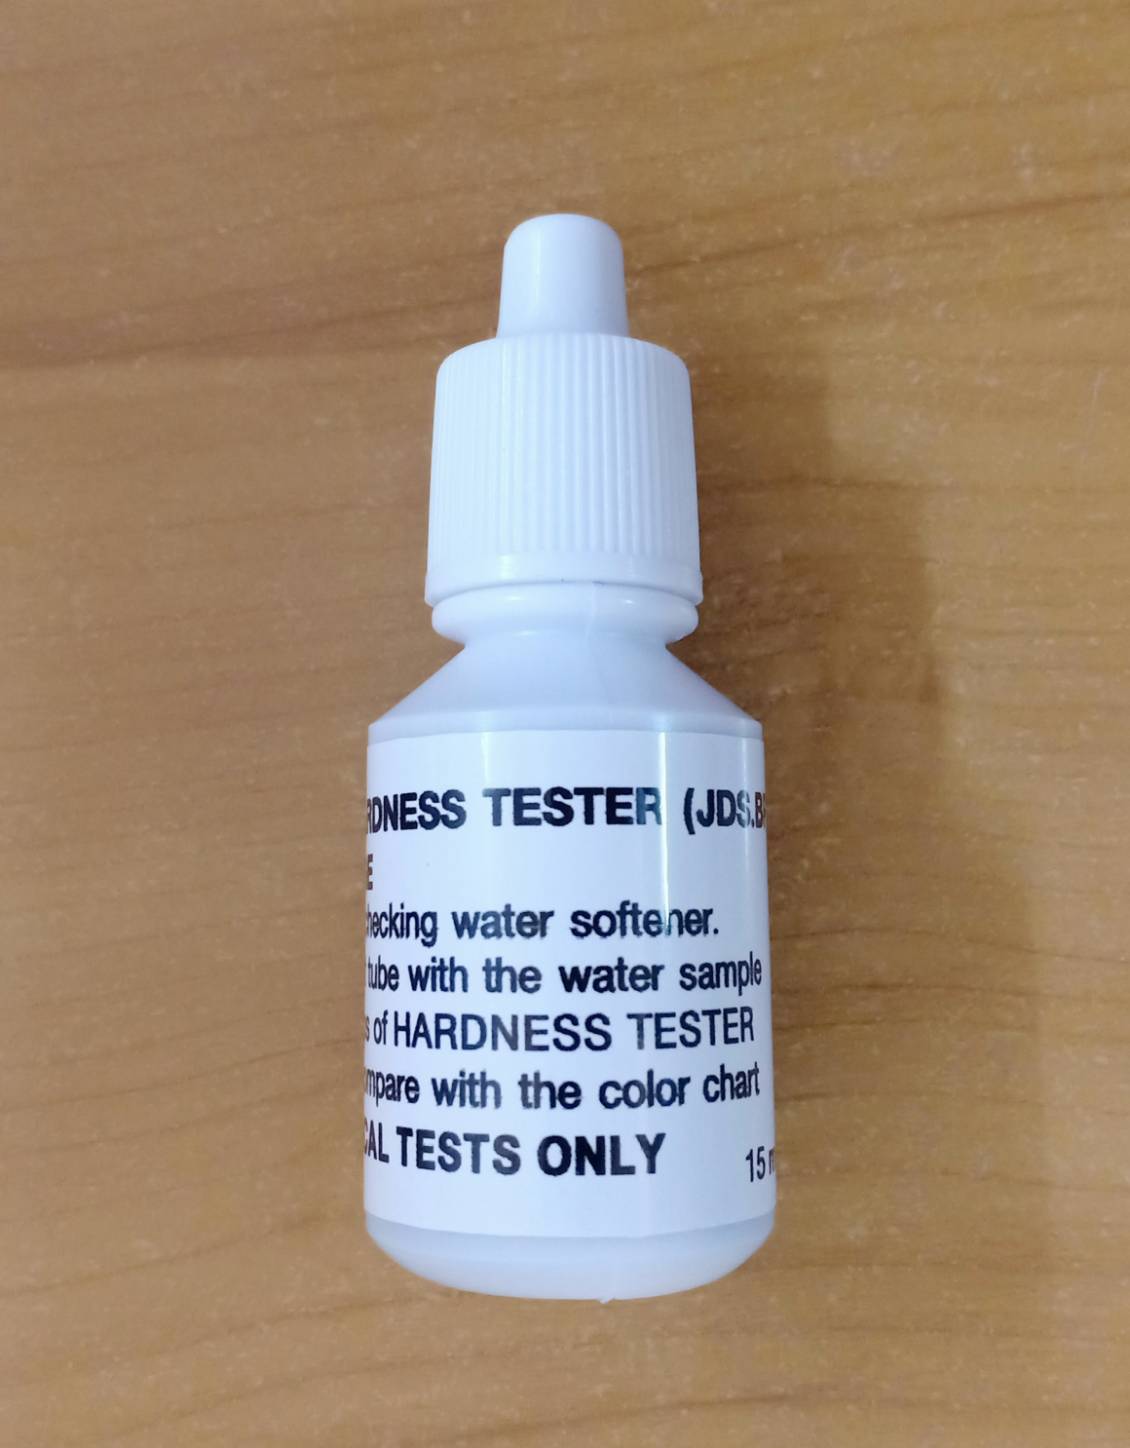 RDNESS TESTER (JDS.B
E
hecking water softener.
tube with the water sample
s of HARDNESS TESTER
mpare with the color chart
CAL TESTS ONLY
15 m